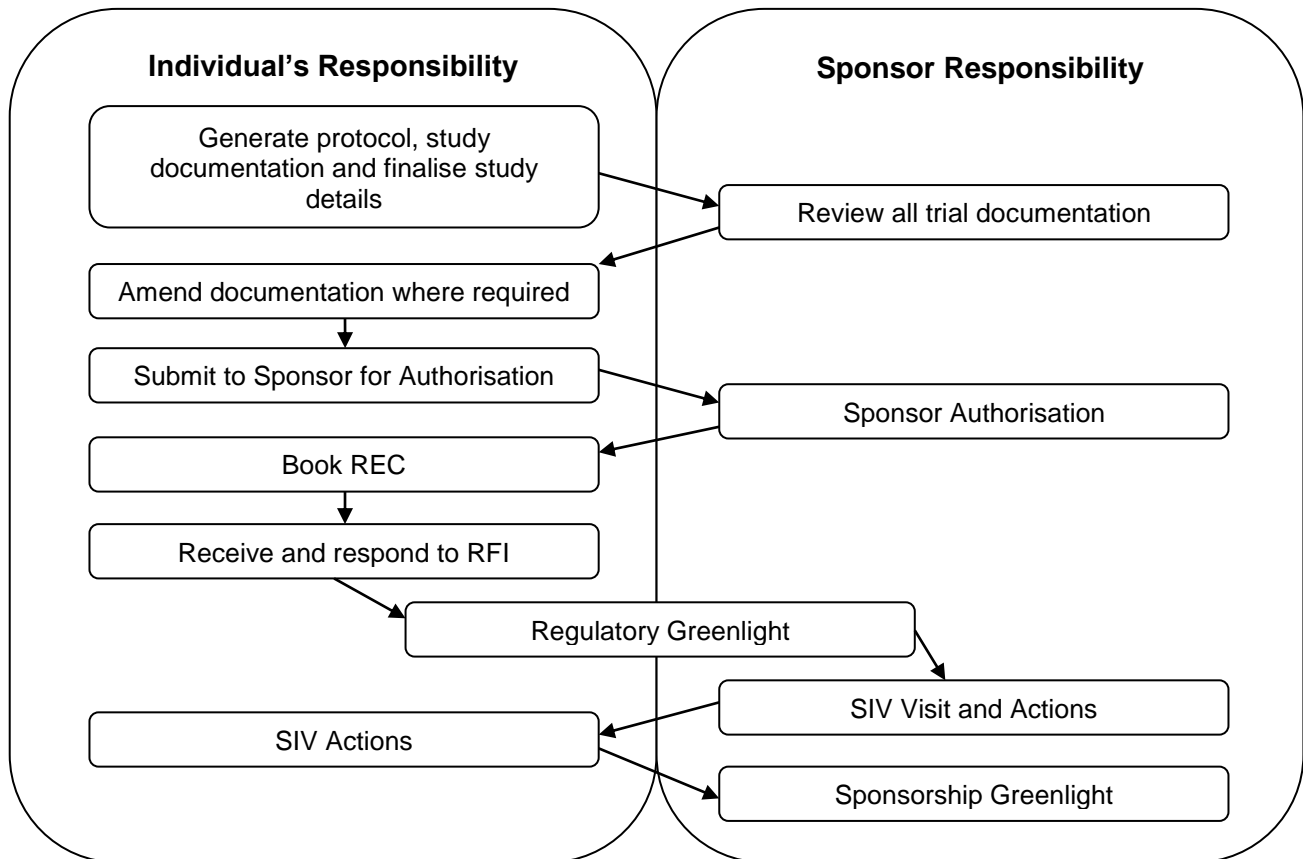 Individual’s Responsibility
Sponsor Responsibility
Generate protocol, study
documentation and finalise study
details
Review all trial documentation
Amend documentation where required
Submit to Sponsor for Authorisation
Sponsor Authorisation
Book REC
Receive and respond to RFI
Regulatory Greenlight
SIV Visit and Actions
SIV Actions
Sponsorship Greenlight